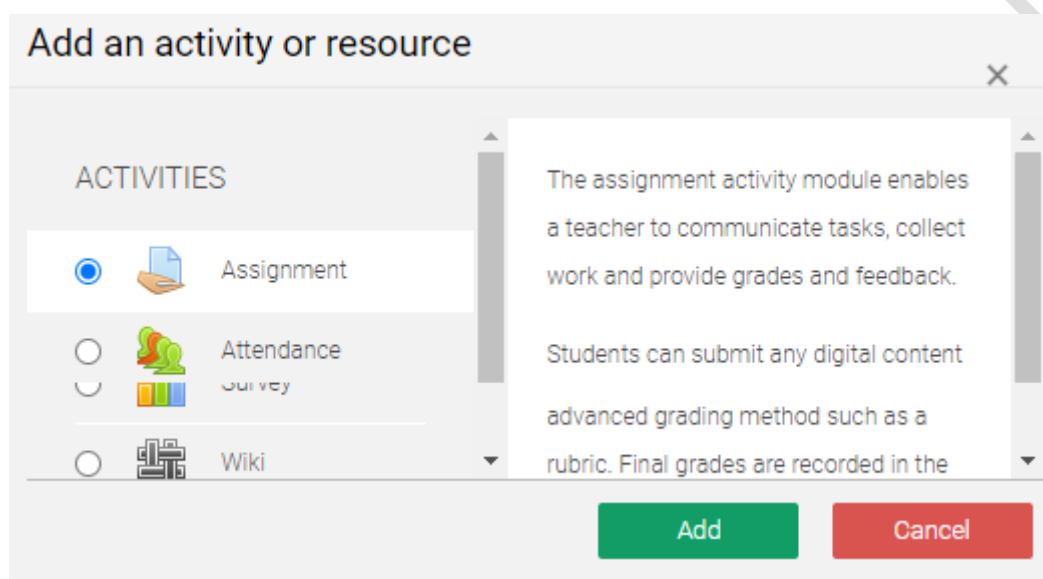 Add an activity or resource
ACTIVITIES
Assignment
Attendance
Survey
Wiki
The assignment activity module enables
a teacher to communicate tasks, collect
work and provide grades and feedback.
Students can submit any digital content
advanced grading method such as a
rubric. Final grades are recorded in the
Add
Cancel